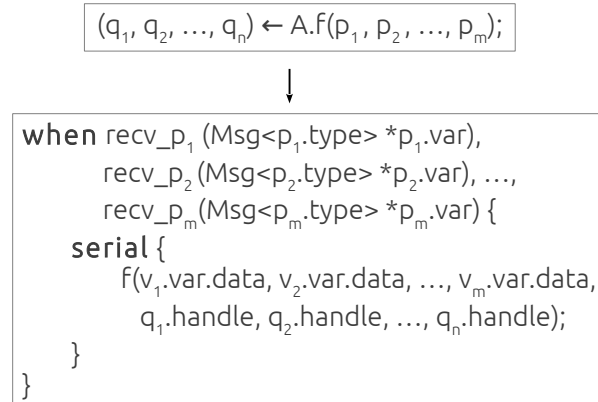 (q₁, q₂, …, qₙ) ← A.f(p₁, p₂, …, pₘ);
when recv_p₁ (Msg<p₁.type> *p₁.var),
recv_p₂ (Msg<p₂.type> *p₂.var), …,
recv_pₘ(Msg<pₘ.type> *pₘ.var) {
serial {
f(v₁.var.data, v₂.var.data, …, vₘ.var.data,
q₁.handle, q₂.handle, …, qₙ.handle);
}
}